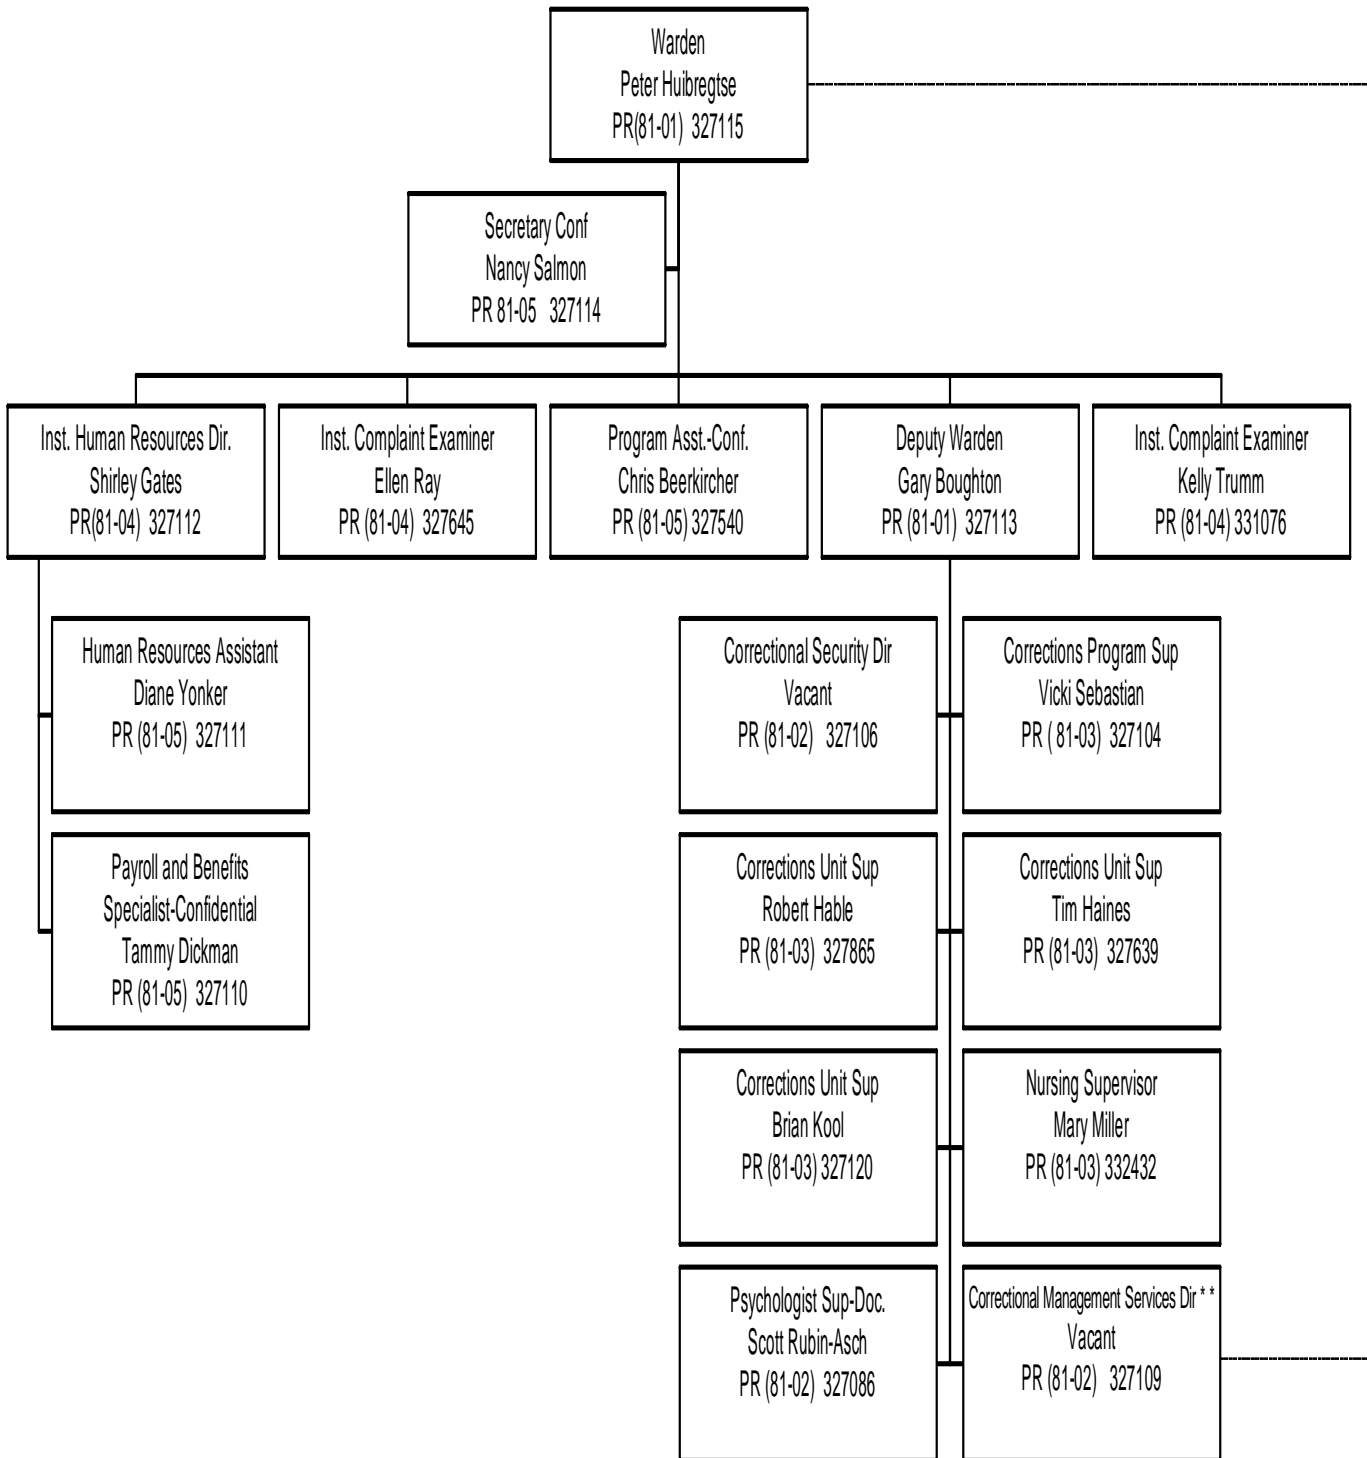 Warden
Peter Huibregtse
PR(81-01) 327115
Secretary Conf
Nancy Salmon
PR 81-05 327114
Inst. Human Resources Dir.
Shirley Gates
PR(81-04) 327112
Inst. Complaint Examiner
Ellen Ray
PR (81-04) 327645
Program Asst.-Conf.
Chris Beerkircher
PR (81-05) 327540
Deputy Warden
Gary Boughton
PR (81-01) 327113
Inst. Complaint Examiner
Kelly Trumm
PR (81-04) 331076
Human Resources Assistant
Diane Yonker
PR (81-05) 327111
Payroll and Benefits
Specialist-Confidential
Tammy Dickman
PR (81-05) 327110
Correctional Security Dir
Vacant
PR (81-02) 327106
Corrections Program Sup
Vicki Sebastian
PR ( 81-03) 327104
Corrections Unit Sup
Robert Hable
PR (81-03) 327865
Corrections Unit Sup
Tim Haines
PR (81-03) 327639
Corrections Unit Sup
Brian Kool
PR (81-03) 327120
Nursing Supervisor
Mary Miller
PR (81-03) 332432
Psychologist Sup-Doc.
Scott Rubin-Asch
PR (81-02) 327086
Correctional Management Services Dir * *
Vacant
PR (81-02) 327109